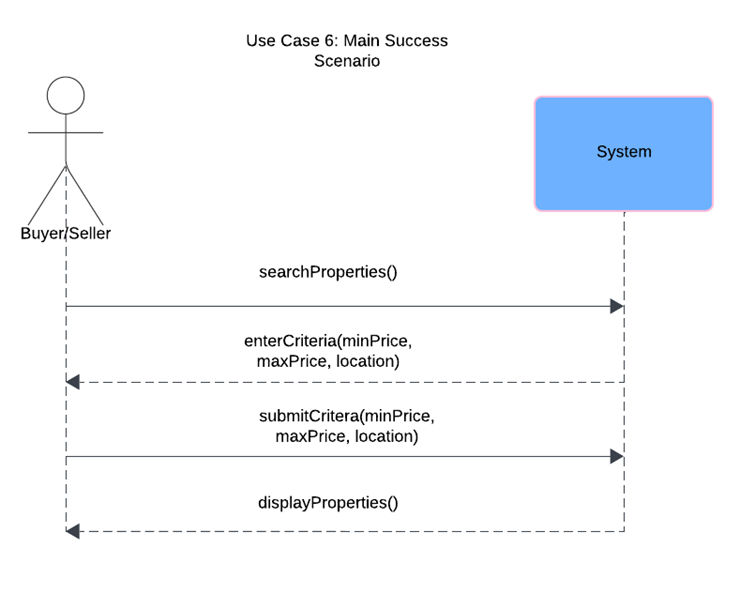 Use Case 6: Main Success
Scenario
System
Buyer/Seller
searchProperties()
enterCriteria(minPrice,
maxPrice, location)
submitCritera(minPrice,
maxPrice, location)
displayProperties()